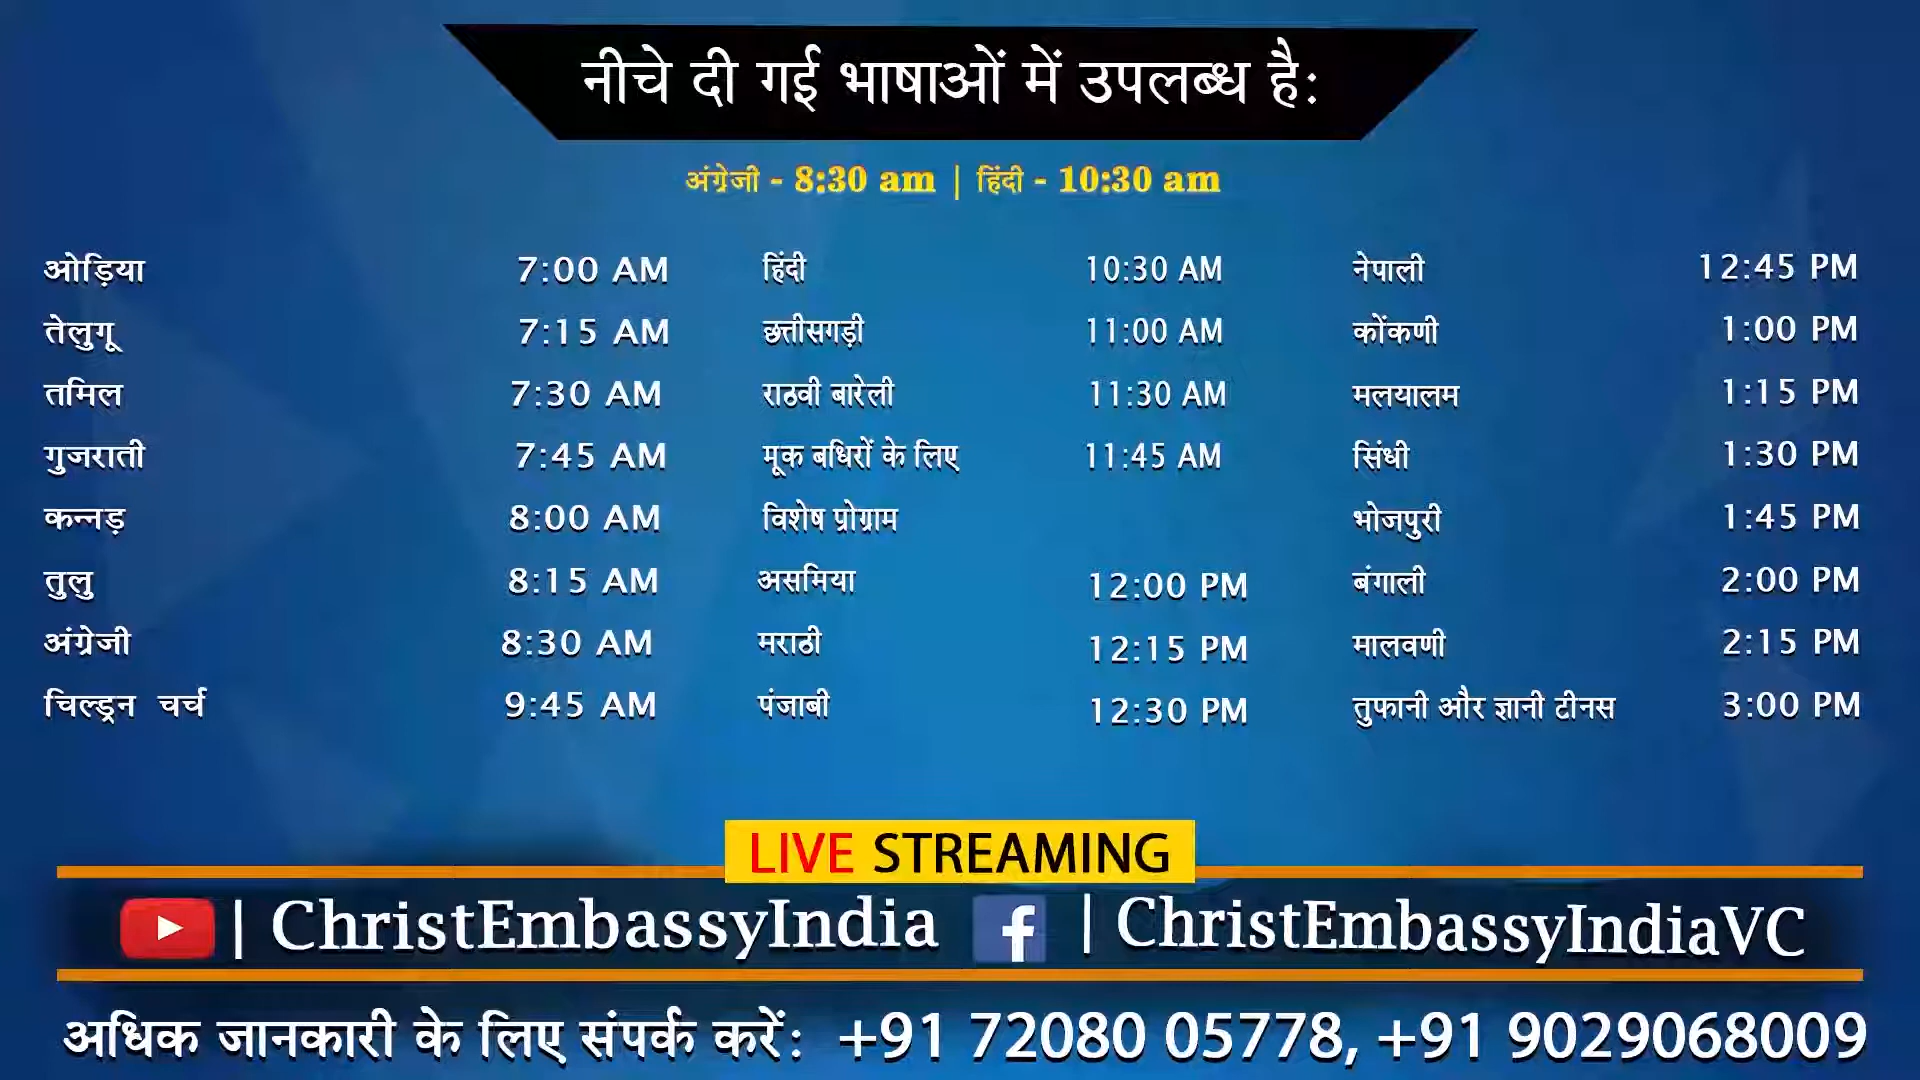 नीचे दी गई भाषाओं में उपलब्ध है:
अंग्रेजी - 8:30 am | हिंदी - 10:30 am
ओड़िया 7:00 AM हिंदी 10:30 AM नेपाली 12:45 PM
तेलुगू 7:15 AM छत्तीसगड़ी 11:00 AM कोंकणी 1:00 PM
तमिल 7:30 AM राठवी बारेली 11:30 AM मलयालम 1:15 PM
गुजराती 7:45 AM मूक बधिरों के लिए 11:45 AM सिंधी 1:30 PM
कन्नड़ 8:00 AM विशेष प्रोग्राम भोजपुरी 1:45 PM
तुलु 8:15 AM असमिया 12:00 PM बंगाली 2:00 PM
अंग्रेजी 8:30 AM मराठी 12:15 PM मालवणी 2:15 PM
चिल्ड्रन चर्च 9:45 AM पंजाबी 12:30 PM तुफानी और ज्ञानी टीनस 3:00 PM
LIVE STREAMING
| ChristEmbassyIndia f | ChristEmbassyIndiaVC
अधिक जानकारी के लिए संपर्क करें: +91 72080 05778, +91 9029068009